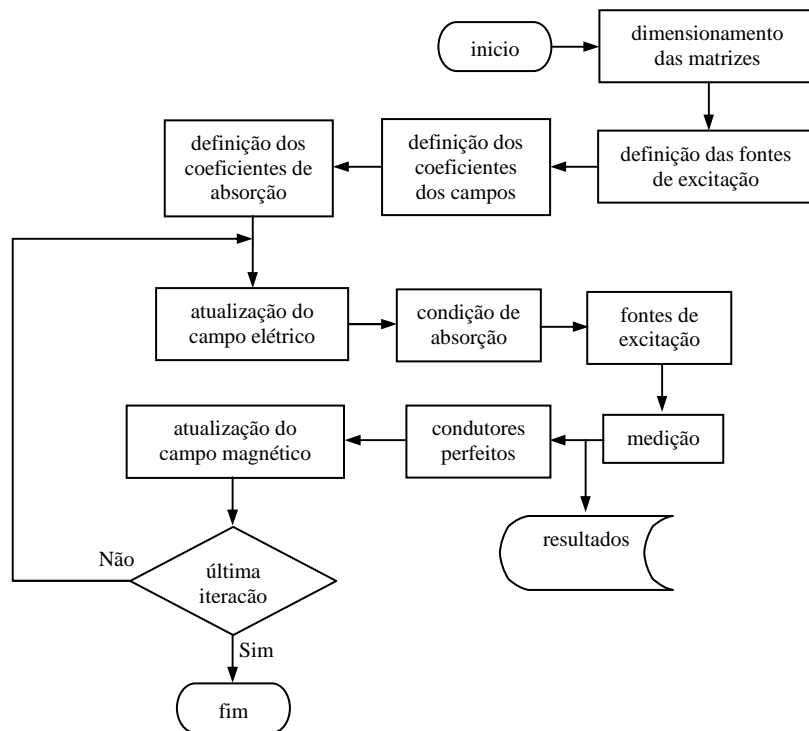 inicio
dimensionamento
das matrizes
definição das fontes
de excitação
definição dos
coeficientes
dos campos
definição dos
coeficientes de
absorção
atualização do
campo elétrico
condição de
absorção
fontes de
excitação
medição
condutores
perfeitos
resultados
atualização do
campo magnético
última
iteracão
Não
Sim
fim